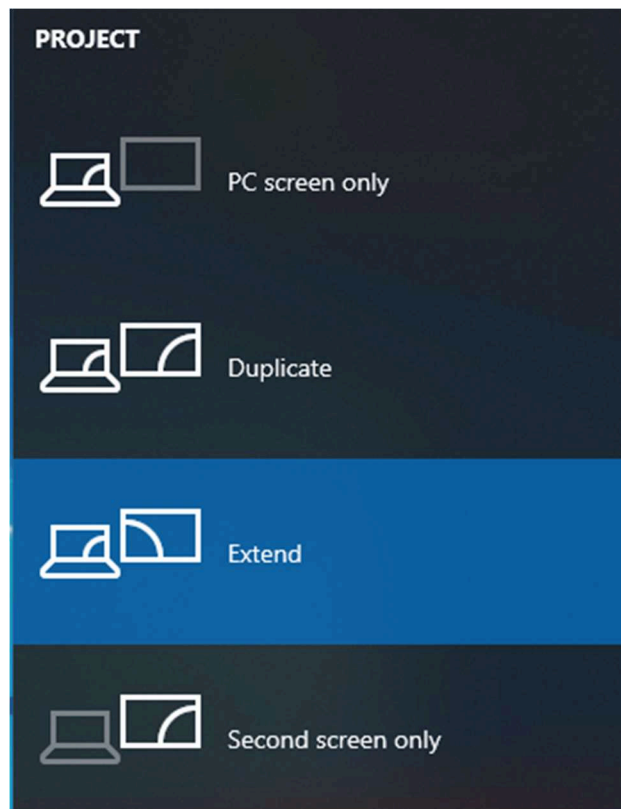 PROJECT
PC screen only
Duplicate
Extend
Second screen only